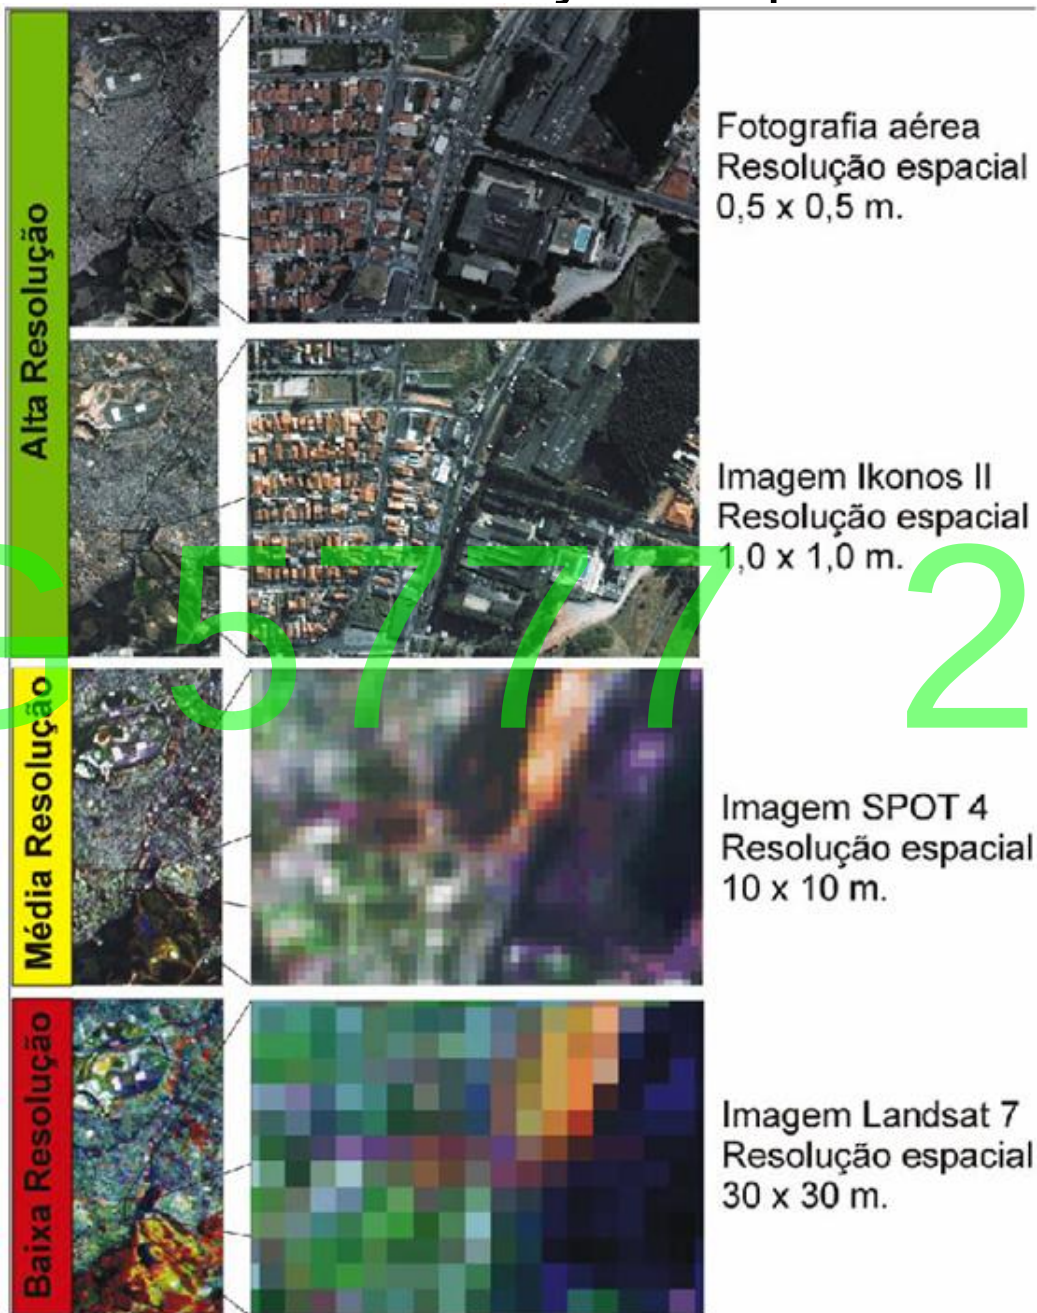 Alta Resolução
Fotografia aérea
Resolução espacial
0,5 x 0,5 m.
Imagem Ikonos II
Resolução espacial
1,0 x 1,0 m.
5777 2
Média Resolução
Imagem SPOT 4
Resolução espacial
10 x 10 m.
Baixa Resolução
Imagem Landsat 7
Resolução espacial
30 x 30 m.